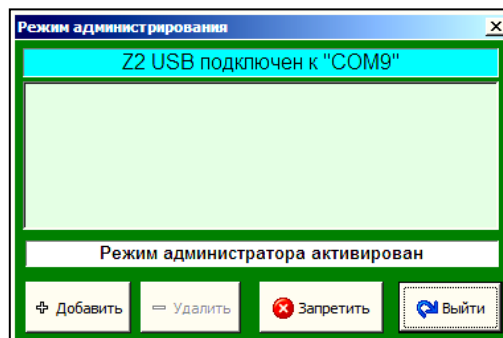 Режим администрирования
Z2 USB подключен к "COM9"
Режим администратора активирован
Добавить Удалить Запретить Выйти